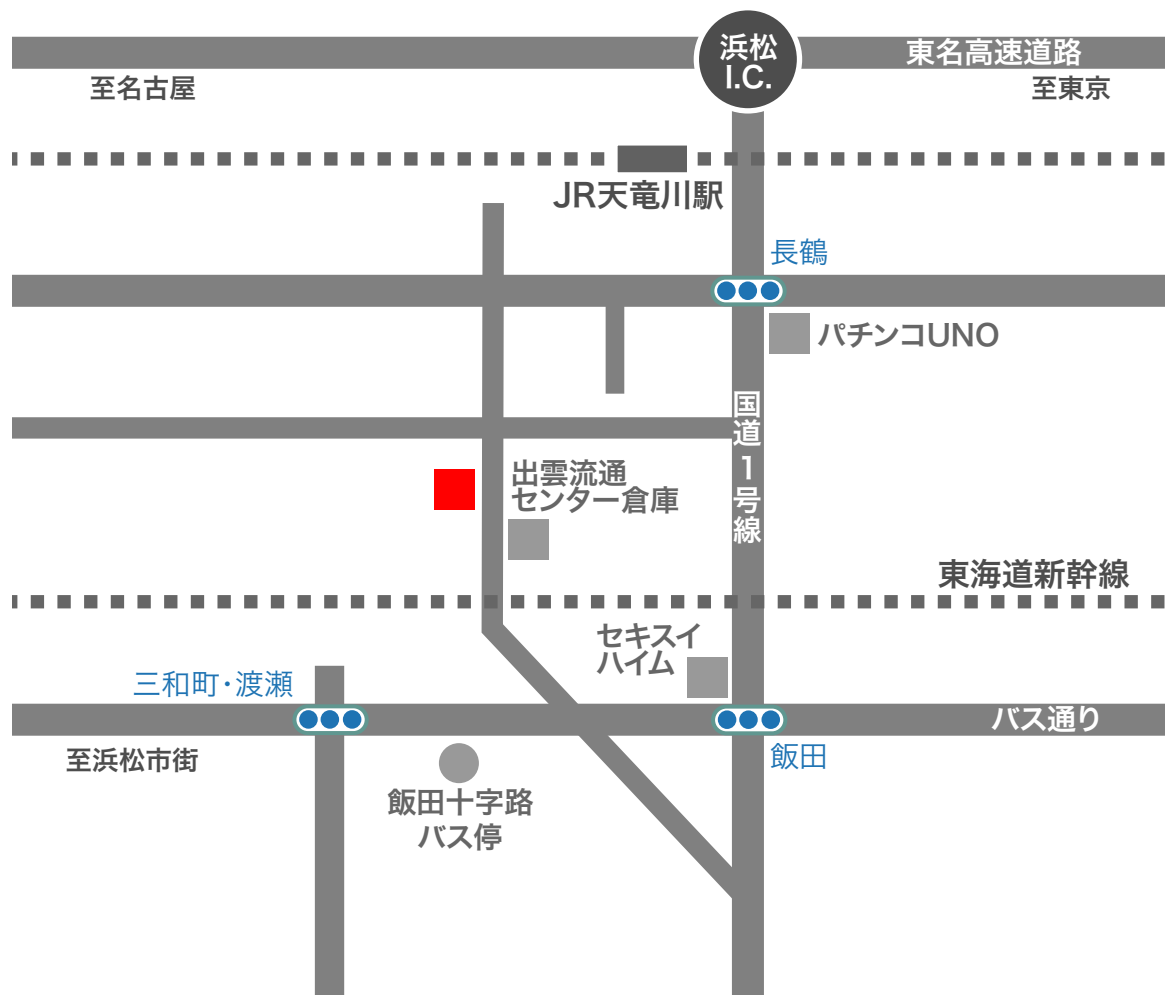 浜松
I.C.
東名高速道路
至名古屋
至東京
JR天竜川駅
長鶴
パチンコUNO
国道1号線
出雲流通
センター倉庫
東海道新幹線
セキスイ
ハイム
三和町・渡瀬
バス通り
至浜松市街
飯田
飯田十字路
バス停